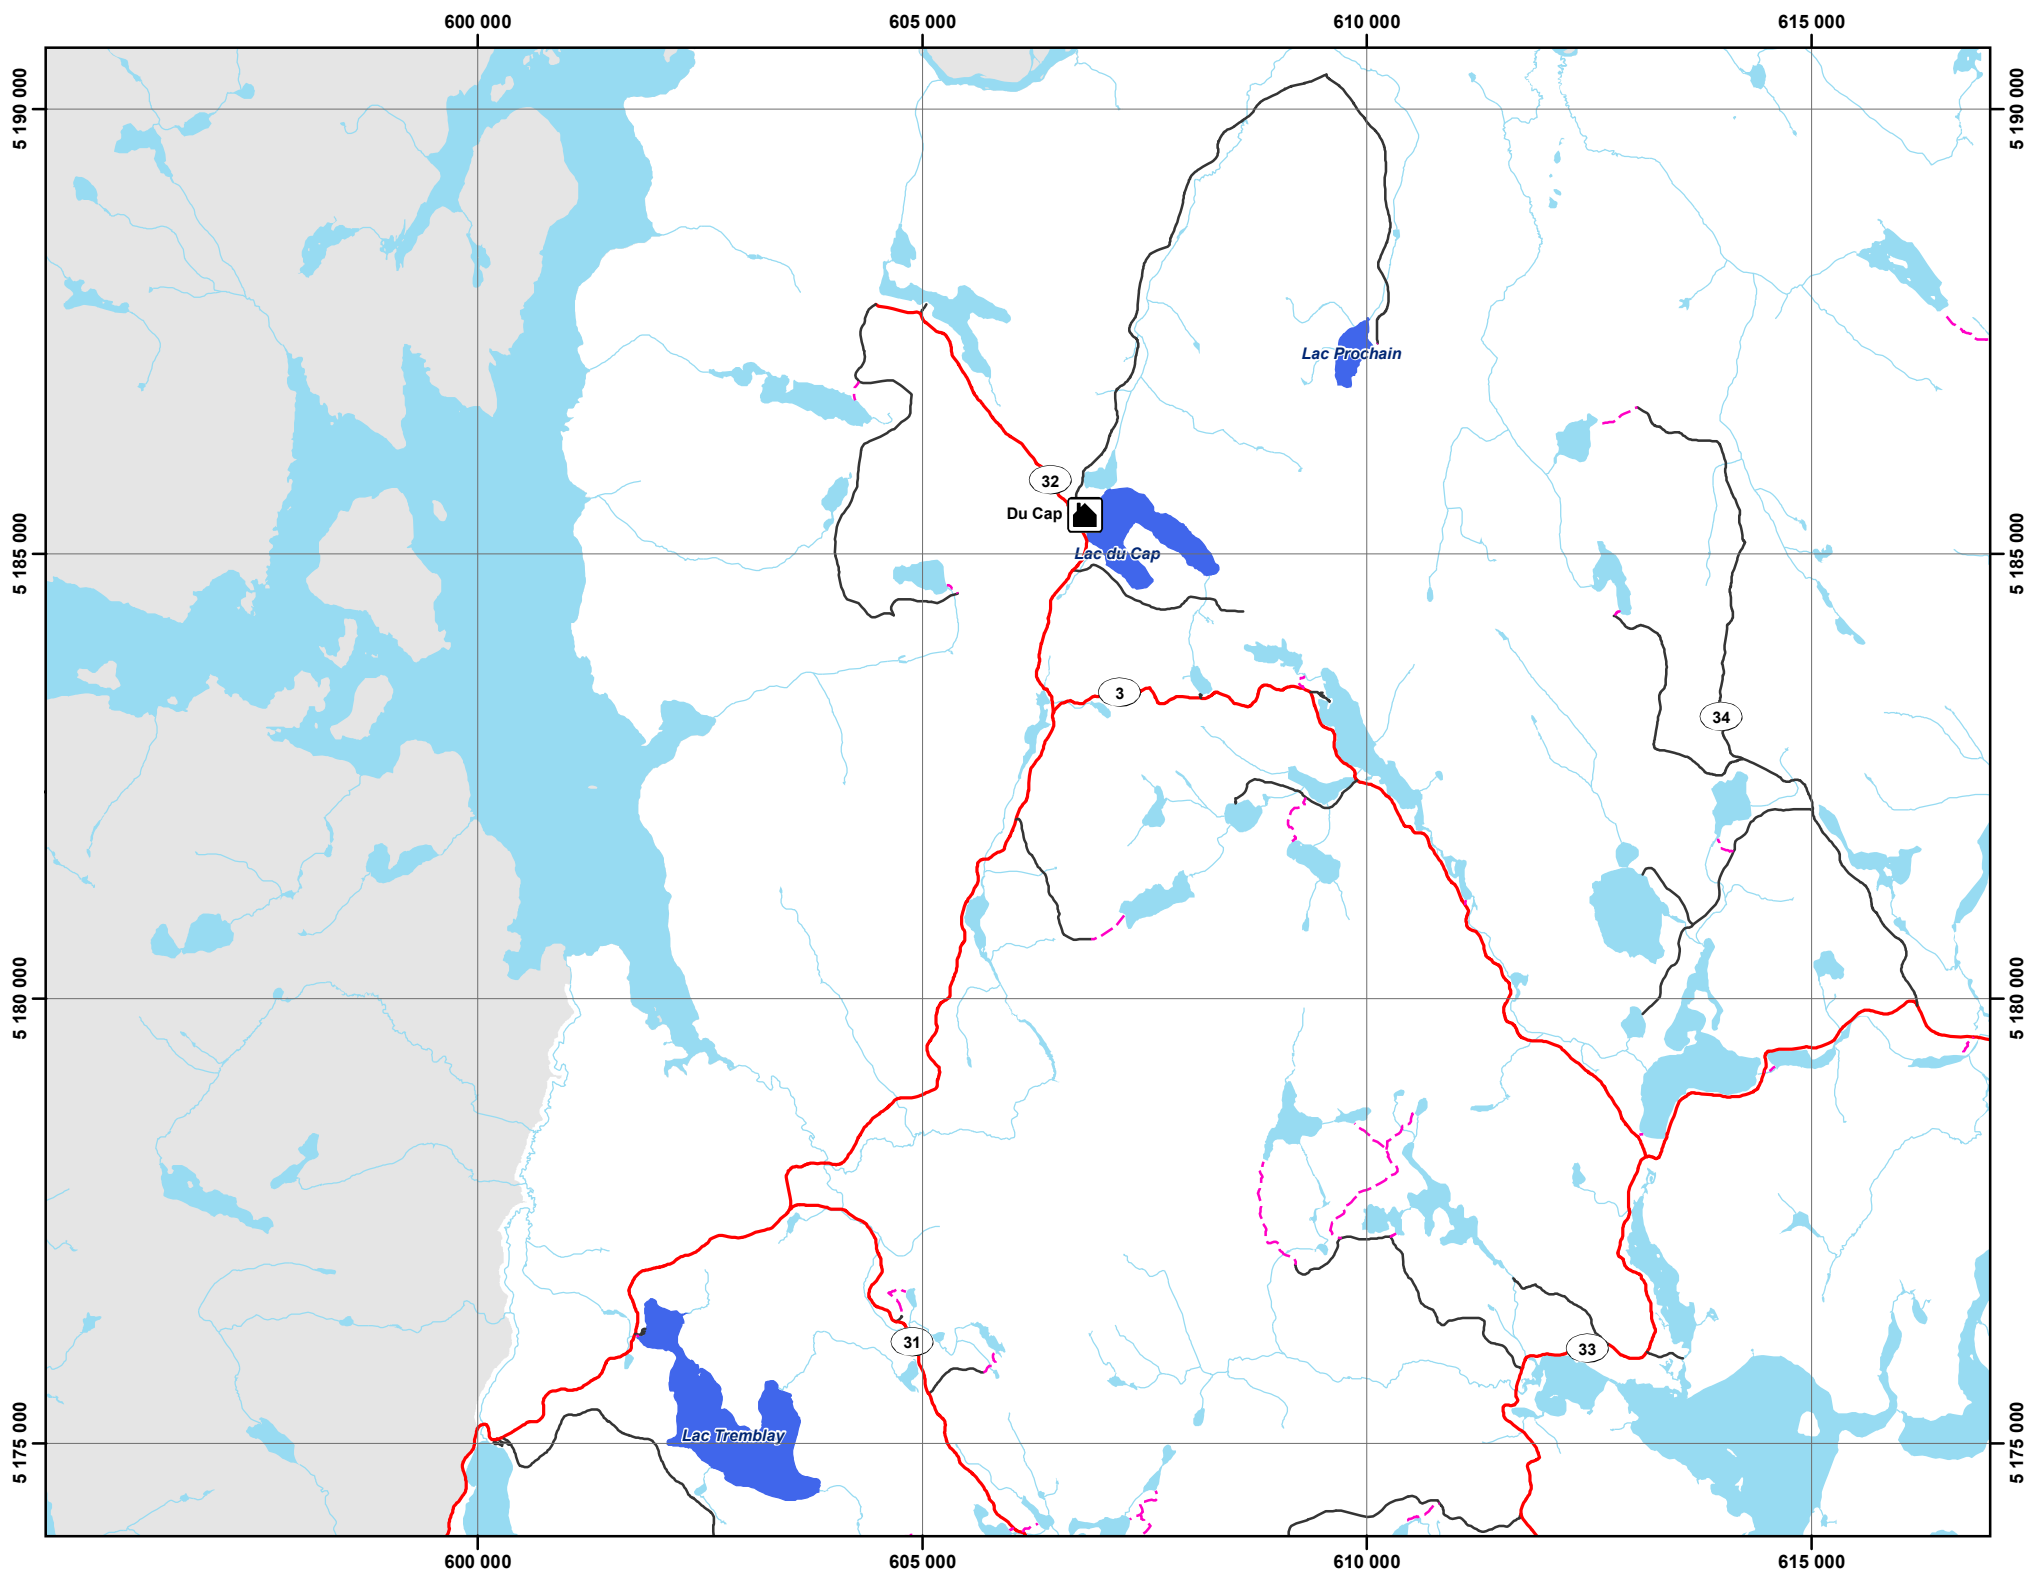 600 000 605 000 610 000 615 000
5 190 000 5 190 000
Lac Prochain
32
Du Cap
Lac du Cap
5 185 000 5 185 000
3
34
5 180 000 5 180 000
31
33
Lac Tremblay
5 175 000 5 175 000
600 000 605 000 610 000 615 000